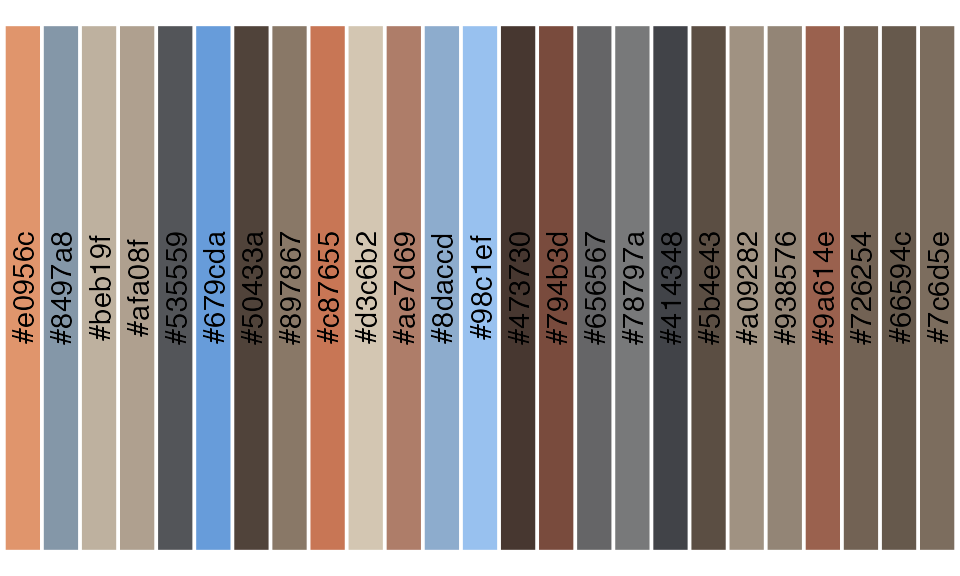 #e0956c
#8497a8
#beb19f
#afa08f
#535559
#679cda
#50433a
#897867
#c87655
#d3c6b2
#ae7d69
#8daccd
#98c1ef
#473730
#794b3d
#656567
#78797a
#414348
#5b4e43
#a09282
#938576
#9a614e
#726254
#66594c
#7c6d5e